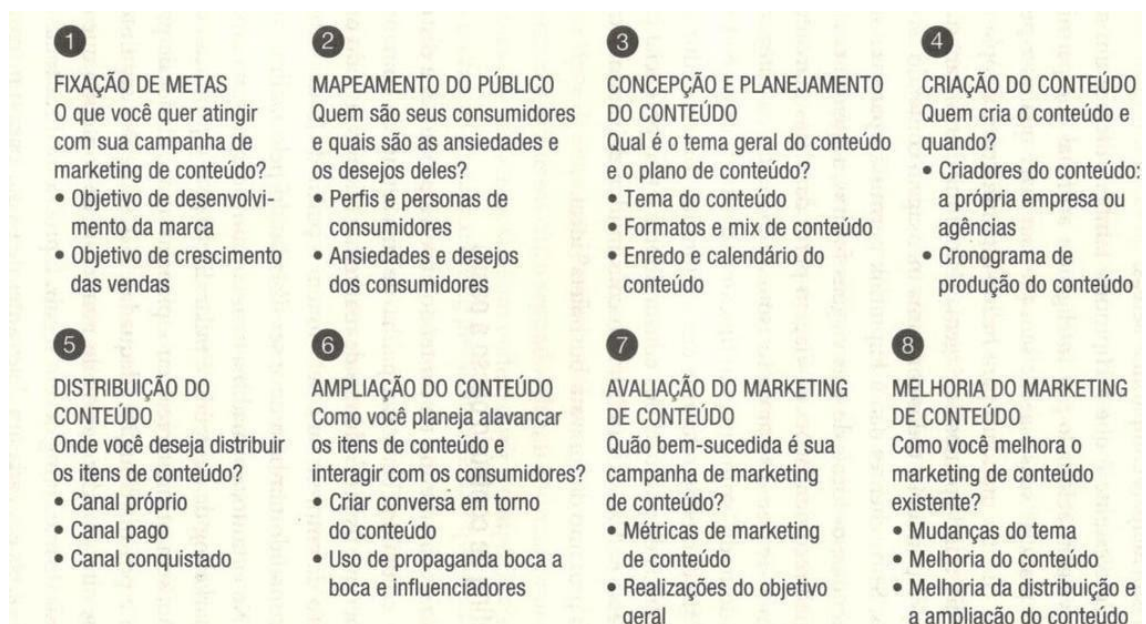 1
FIXAÇÃO DE METAS
O que você quer atingir
com sua campanha de
marketing de conteúdo?
• Objetivo de desenvolvi-
mento da marca
• Objetivo de crescimento
das vendas
2
MAPEAMENTO DO PÚBLICO
Quem são seus consumidores
e quais são as ansiedades e
os desejos deles?
• Perfis e personas de
consumidores
• Ansiedades e desejos
dos consumidores
3
CONCEPÇÃO E PLANEJAMENTO
DO CONTEÚDO
Qual é o tema geral do conteúdo
e o plano de conteúdo?
• Tema do conteúdo
• Formatos e mix de conteúdo
• Enredo e calendário do
conteúdo
4
CRIAÇÃO DO CONTEÚDO
Quem cria o conteúdo e
quando?
• Criadores do conteúdo:
a própria empresa ou
agências
• Cronograma de
produção do conteúdo
5
DISTRIBUIÇÃO DO
CONTEÚDO
Onde você deseja distribuir
os itens de conteúdo?
• Canal próprio
• Canal pago
• Canal conquistado
6
AMPLIAÇÃO DO CONTEÚDO
Como você planeja alavancar
os itens de conteúdo e
interagir com os consumidores?
• Criar conversa em torno
do conteúdo
• Uso de propaganda boca a
boca e influenciadores
7
AVALIAÇÃO DO MARKETING
DE CONTEÚDO
Quão bem-sucedida é sua
campanha de marketing
de conteúdo?
• Métricas de marketing
de conteúdo
• Realizações do objetivo
geral
8
MELHORIA DO MARKETING
DE CONTEÚDO
Como você melhora o
marketing de conteúdo
existente?
• Mudanças do tema
• Melhoria do conteúdo
• Melhoria da distribuição e
a ampliação do conteúdo